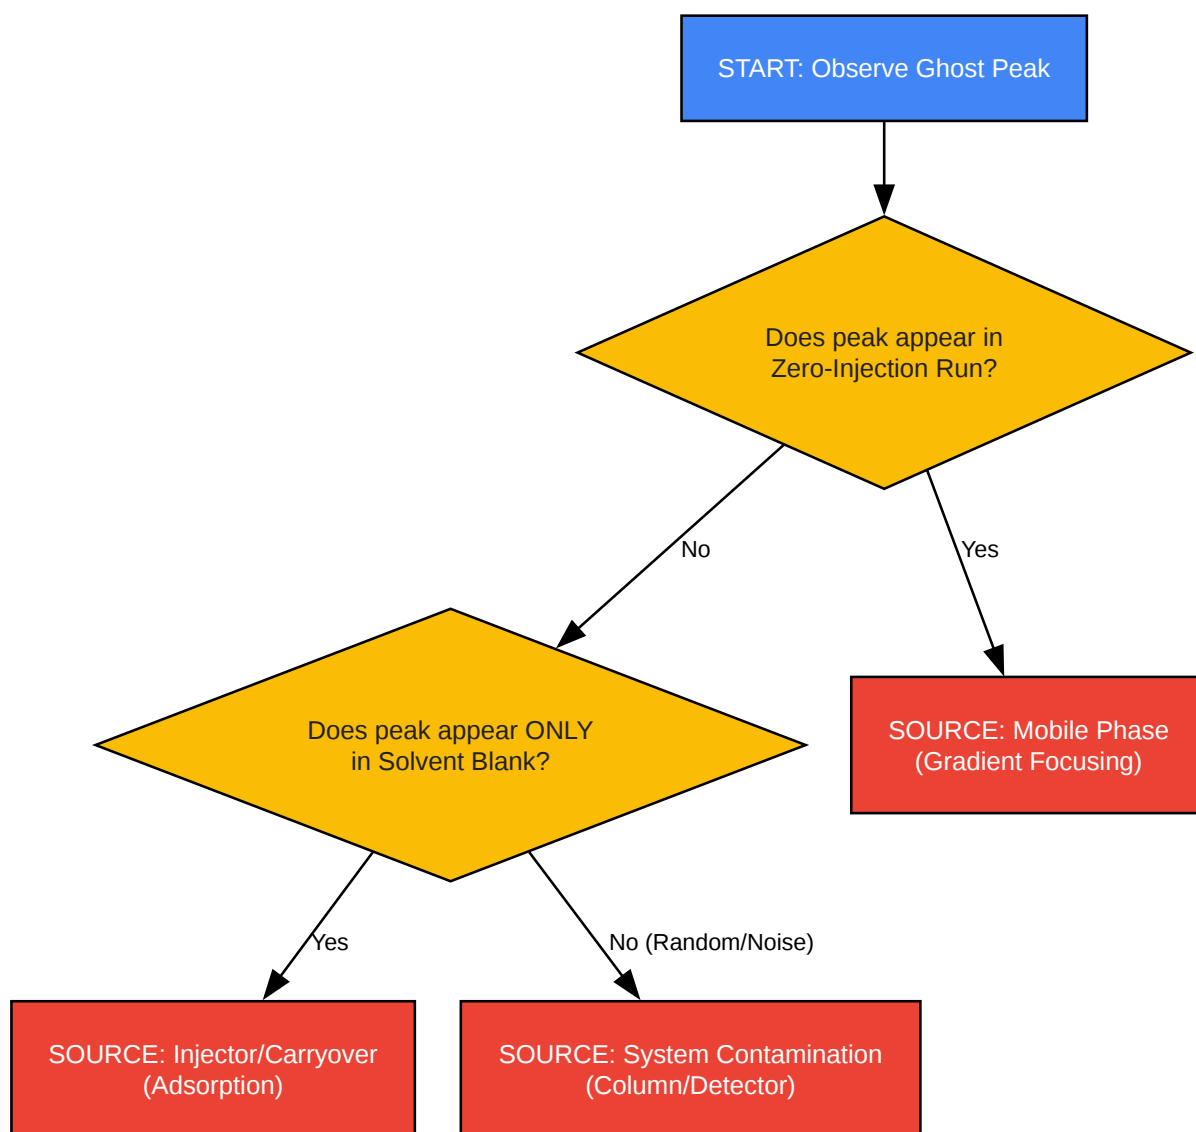 START: Observe Ghost Peak
Does peak appear in
Zero-Injection Run?
No
Yes
Does peak appear ONLY
in Solvent Blank?
SOURCE: Mobile Phase
(Gradient Focusing)
Yes
No (Random/Noise)
SOURCE: Injector/Carryover
(Adsorption)
SOURCE: System Contamination
(Column/Detector)